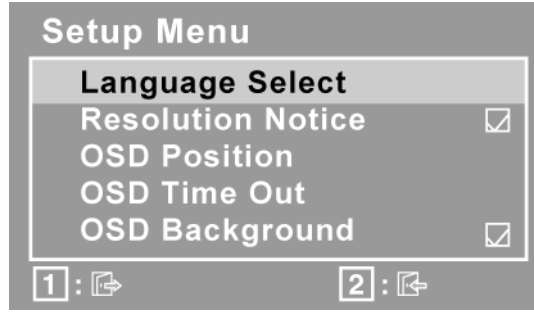 Setup Menu
Language Select
Resolution Notice
OSD Position
OSD Time Out
OSD Background
1 : 2 :